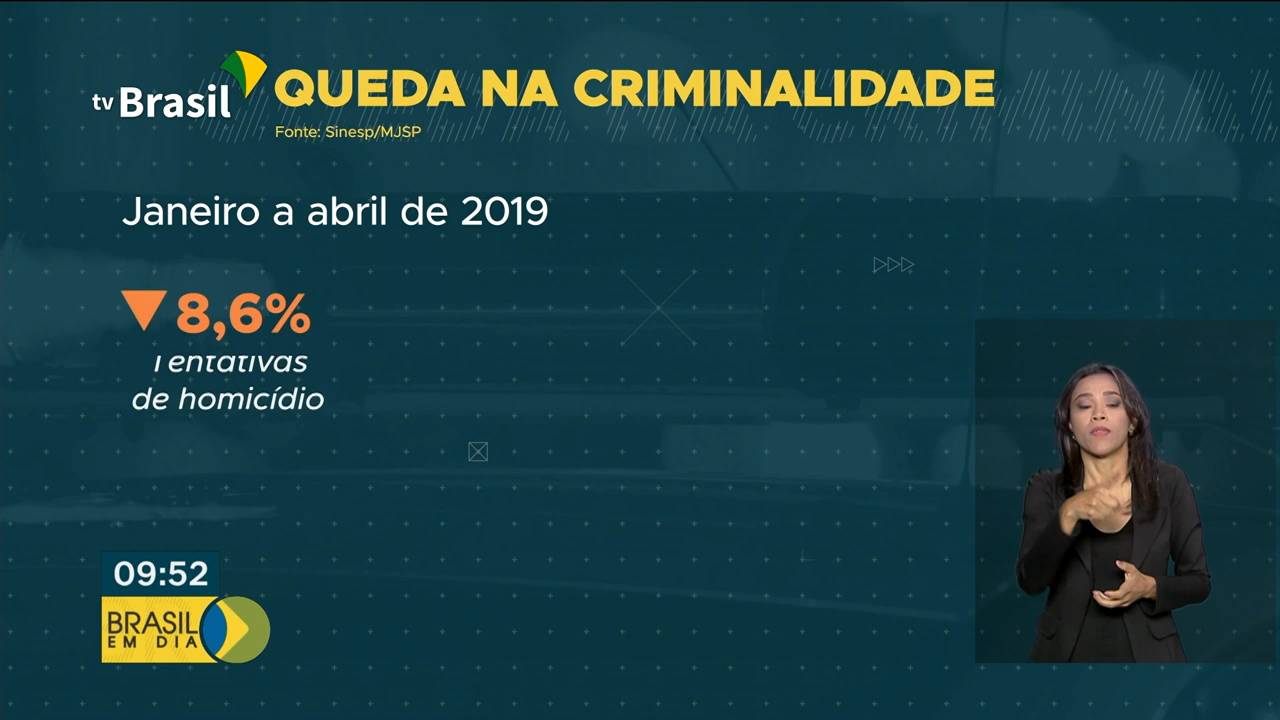 tv Brasil
QUEDA NA CRIMINALIDADE
Fonte: Sinesp/MJSP
Janeiro a abril de 2019
8,6%
Tentativas
de homicídio
09:52
BRASIL
EM DIA